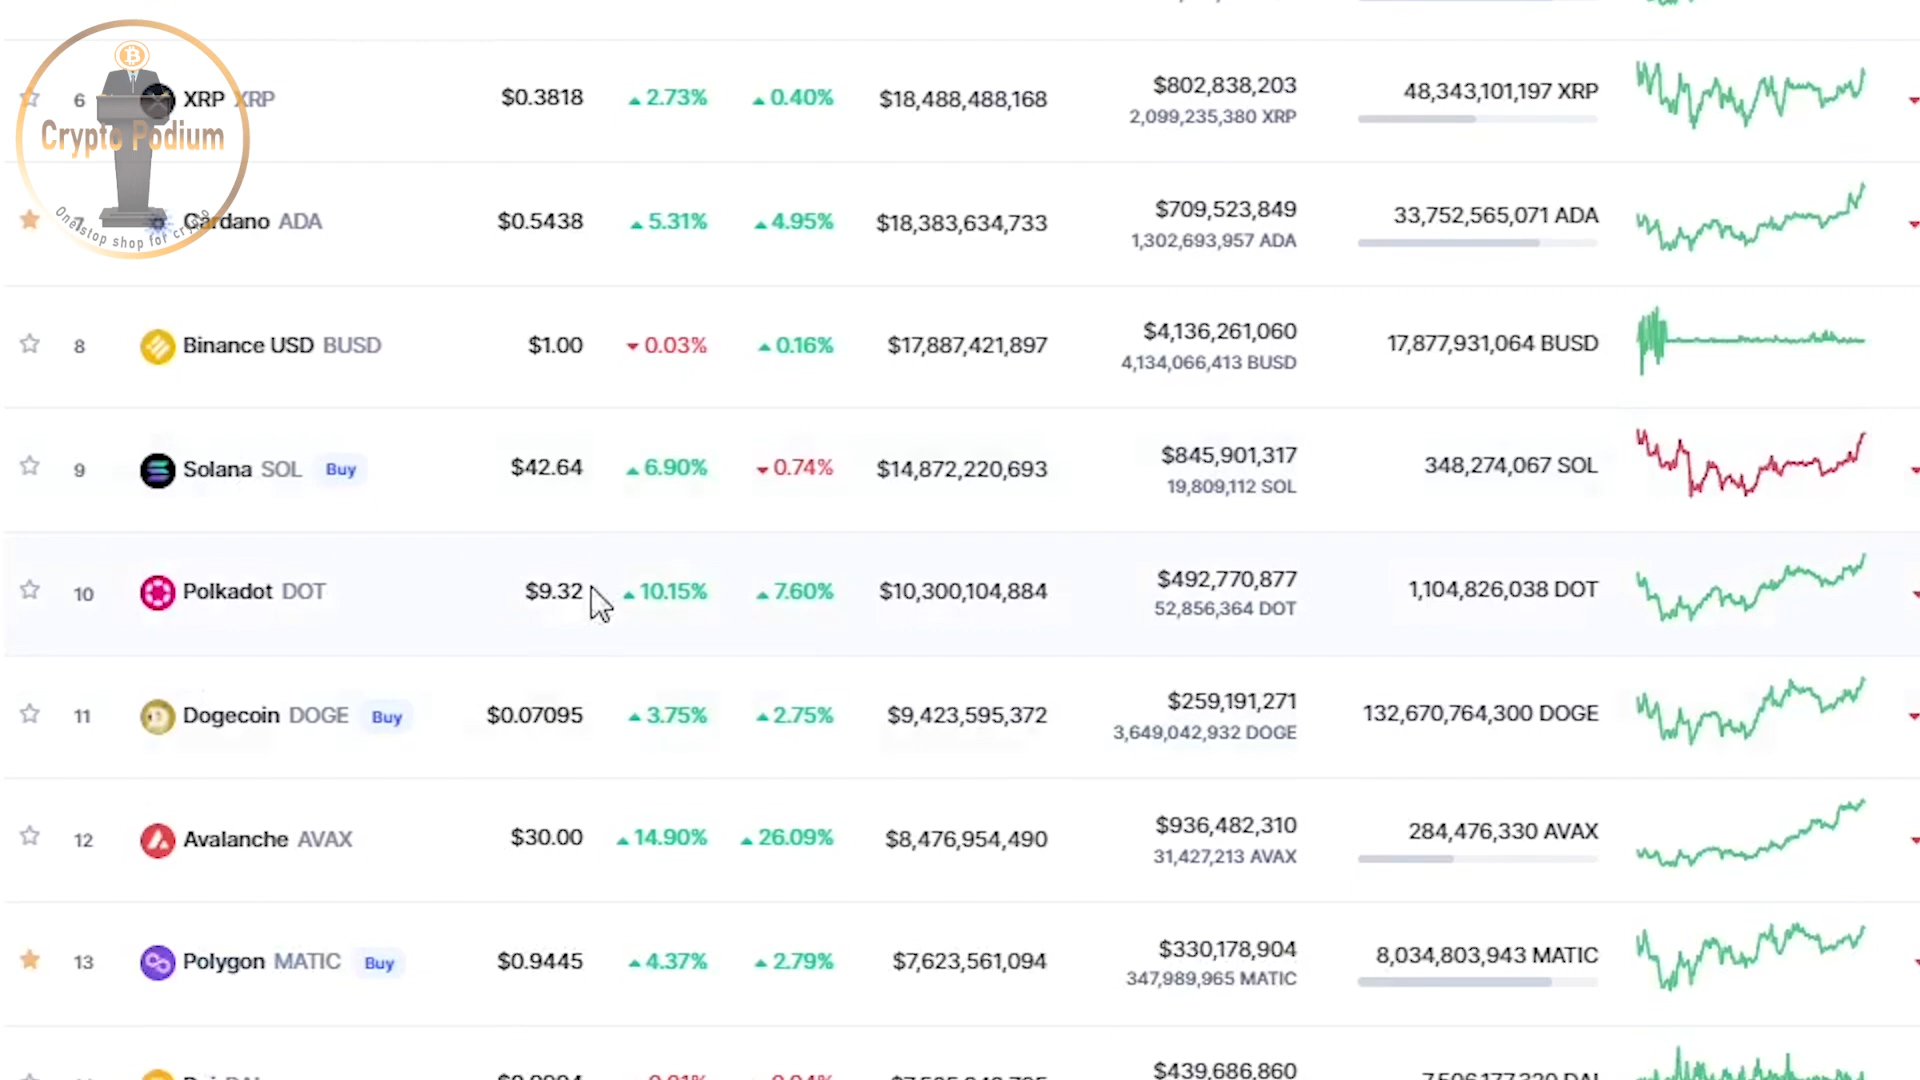 6 XRP XRP $0.3818 2.73% 0.40% $18,488,488,168 $802,838,203 48,343,101,197 XRP
2,099,235,380 XRP
Crypto Podium
One stop shop for crypto
7 Cardano ADA $0.5438 5.31% 4.95% $18,383,634,733 $709,523,849 33,752,565,071 ADA
1,302,693,957 ADA
8 Binance USD BUSD $1.00 0.03% 0.16% $17,887,421,897 $4,136,261,060 17,877,931,064 BUSD
4,134,066,413 BUSD
9 Solana SOL Buy $42.64 6.90% 0.74% $14,872,220,693 $845,901,317 348,274,067 SOL
19,809,112 SOL
10 Polkadot DOT $9.32 10.15% 7.60% $10,300,104,884 $492,770,877 1,104,826,038 DOT
52,856,364 DOT
11 Dogecoin DOGE Buy $0.07095 3.75% 2.75% $9,423,595,372 $259,191,271 132,670,764,300 DOGE
3,649,042,932 DOGE
12 Avalanche AVAX $30.00 14.90% 26.09% $8,476,954,490 $936,482,310 284,476,330 AVAX
31,427,213 AVAX
13 Polygon MATIC Buy $0.9445 4.37% 2.79% $7,623,561,094 $330,178,904 8,034,803,943 MATIC
347,989,965 MATIC
$439,686,860